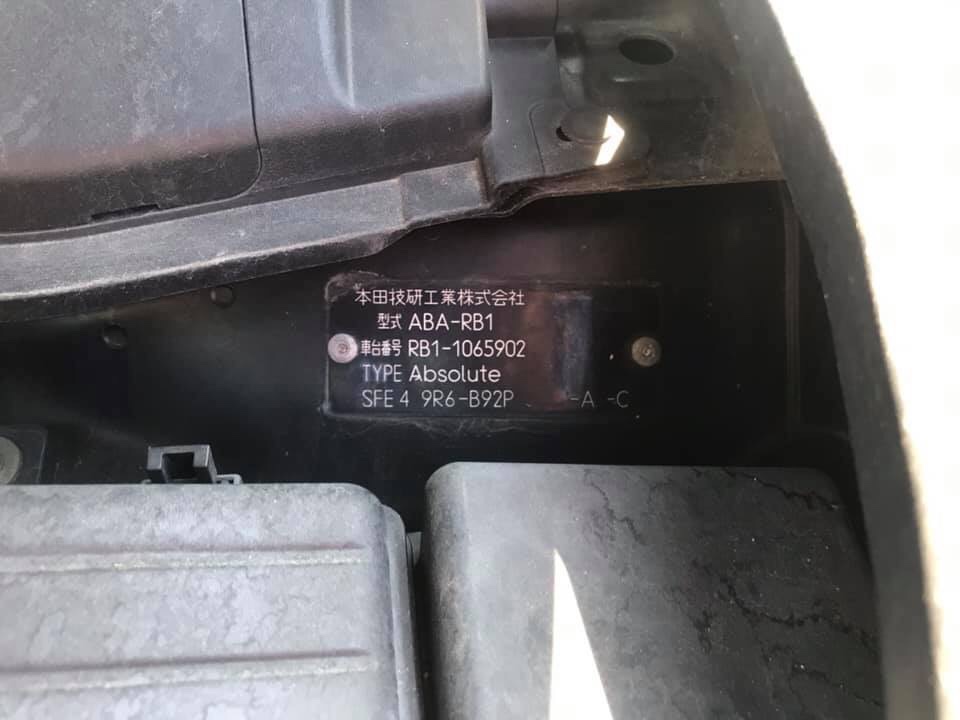 本田技研工業株式会社
型式 ABA-RB1
車台番号 RB1-1065902
TYPE Absolute
SFE 4 9R6-B92P -A -C